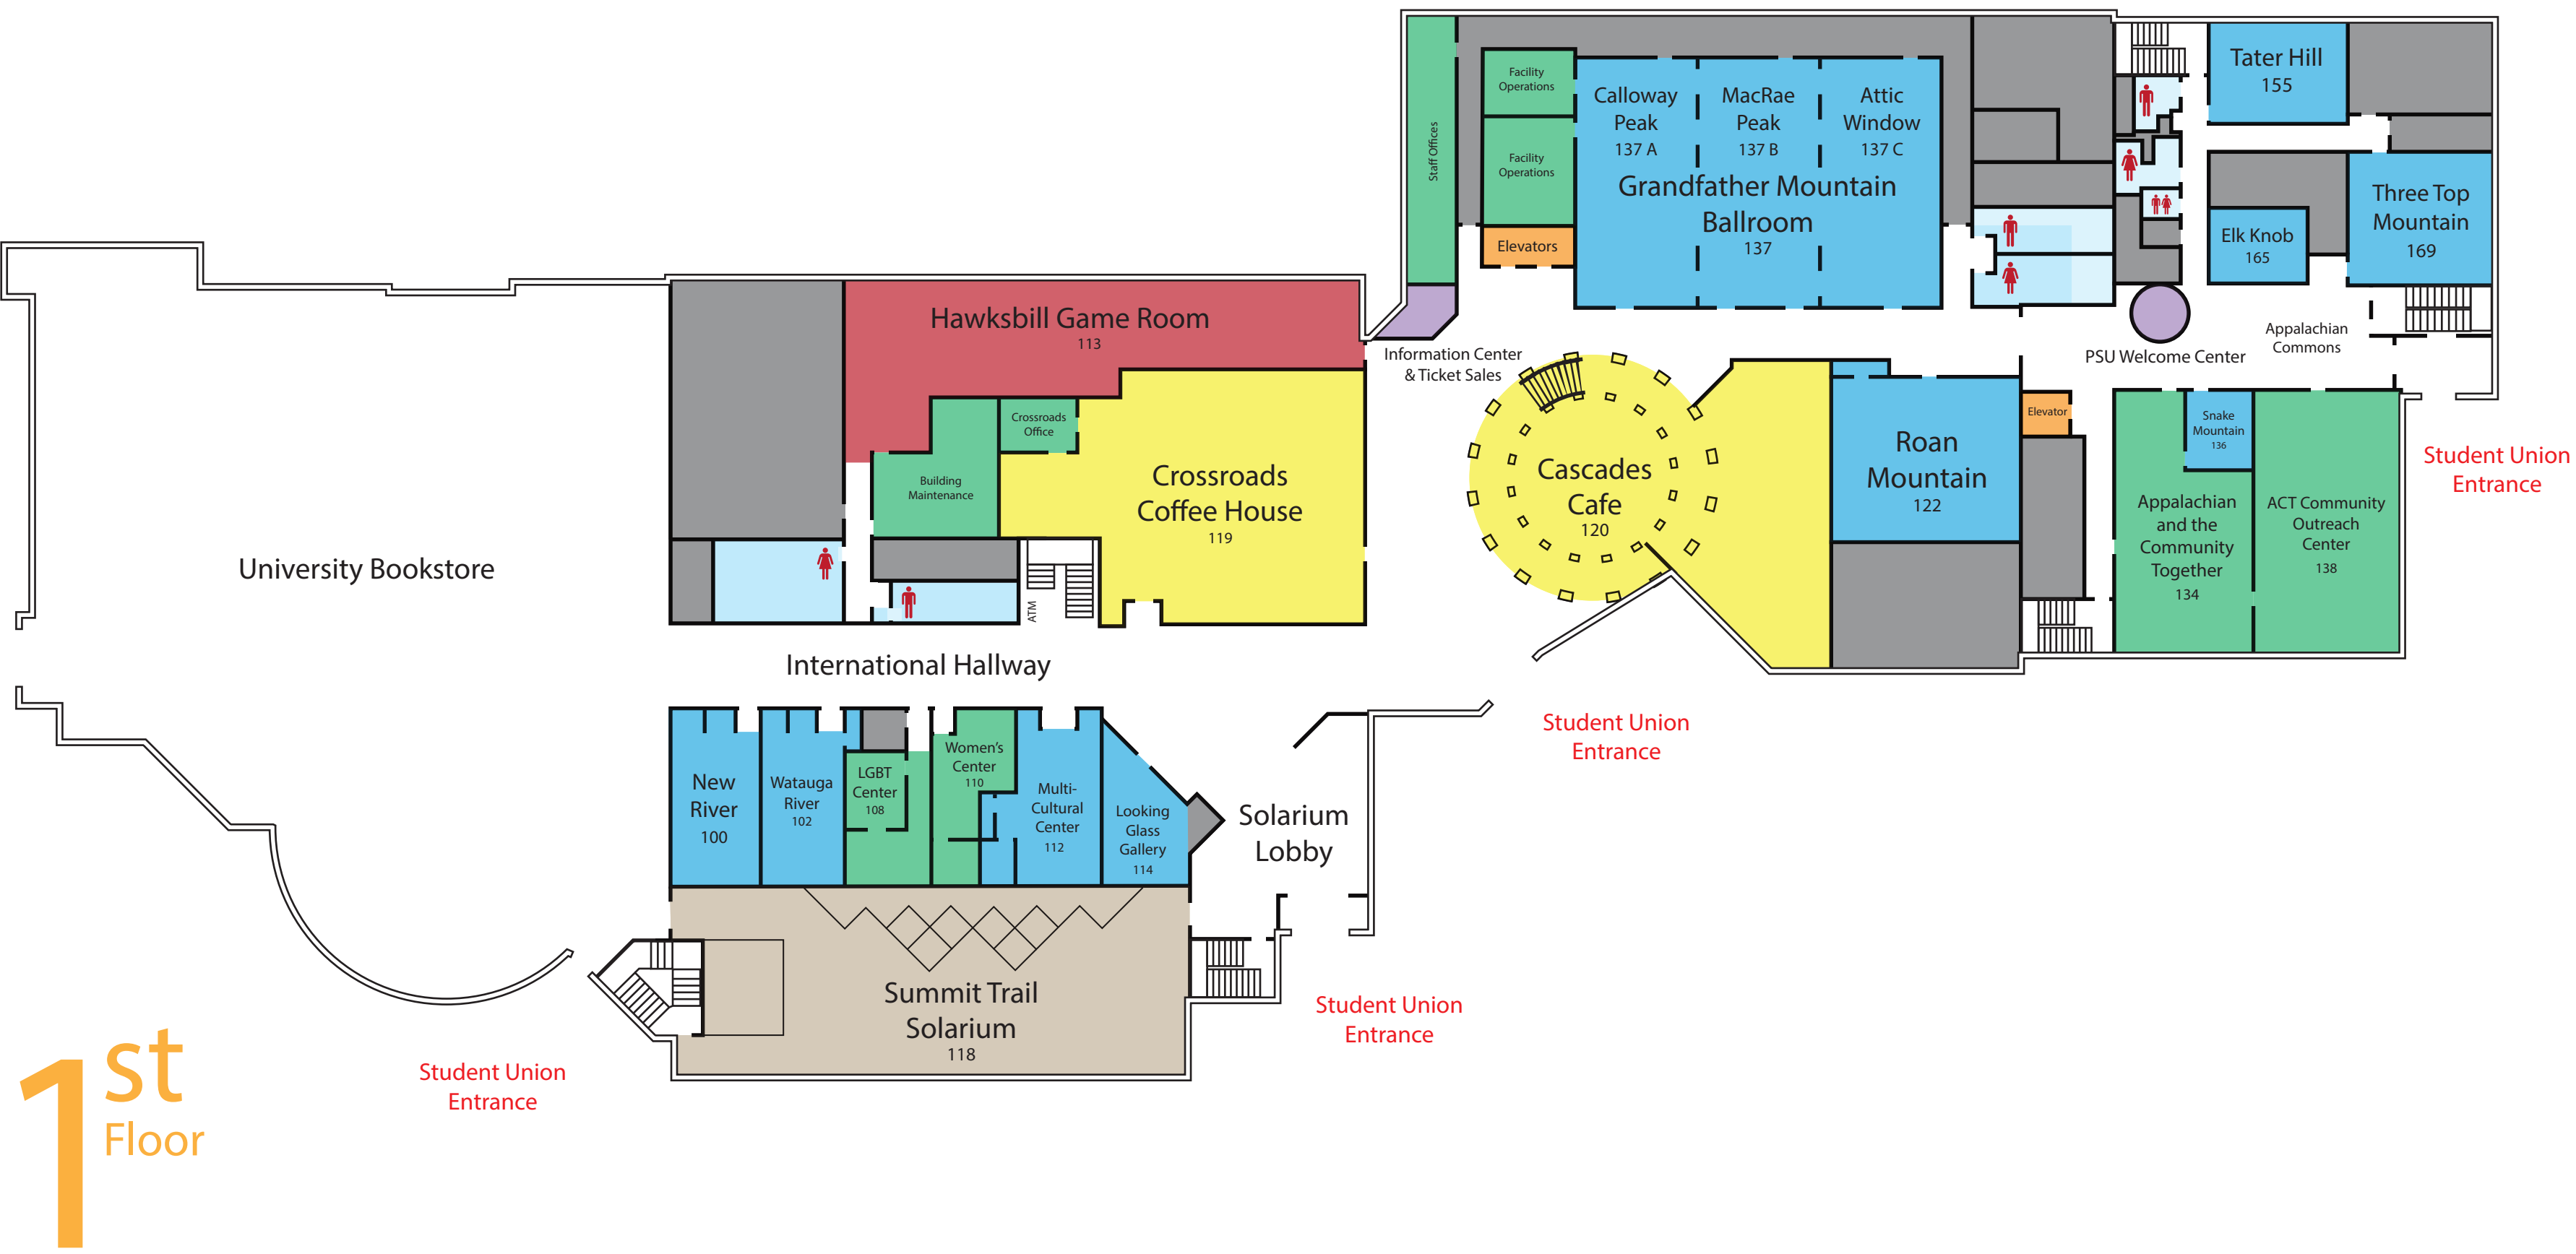 Staff Offices
Facility
Operations
Facility
Operations
Elevators
Calloway
Peak
137 A
MacRae
Peak
137 B
Attic
Window
137 C
Grandfather Mountain
Ballroom
137
Tater Hill
155
Three Top
Mountain
169
Elk Knob
165
Hawksbill Game Room
113
Information Center
& Ticket Sales
PSU Welcome Center
Appalachian
Commons
Crossroads
Office
Building
Maintenance
Crossroads
Coffee House
119
Cascades
Cafe
120
Roan
Mountain
122
Elevator
Snake
Mountain
136
Appalachian
and the
Community
Together
134
ACT Community
Outreach
Center
138
Student Union
Entrance
University Bookstore
ATM
International Hallway
New
River
100
Watauga
River
102
LGBT
Center
108
Women's
Center
110
Multi-
Cultural
Center
112
Looking
Glass
Gallery
114
Solarium
Lobby
Student Union
Entrance
Summit Trail
Solarium
118
Student Union
Entrance
Student Union
Entrance
1st
Floor